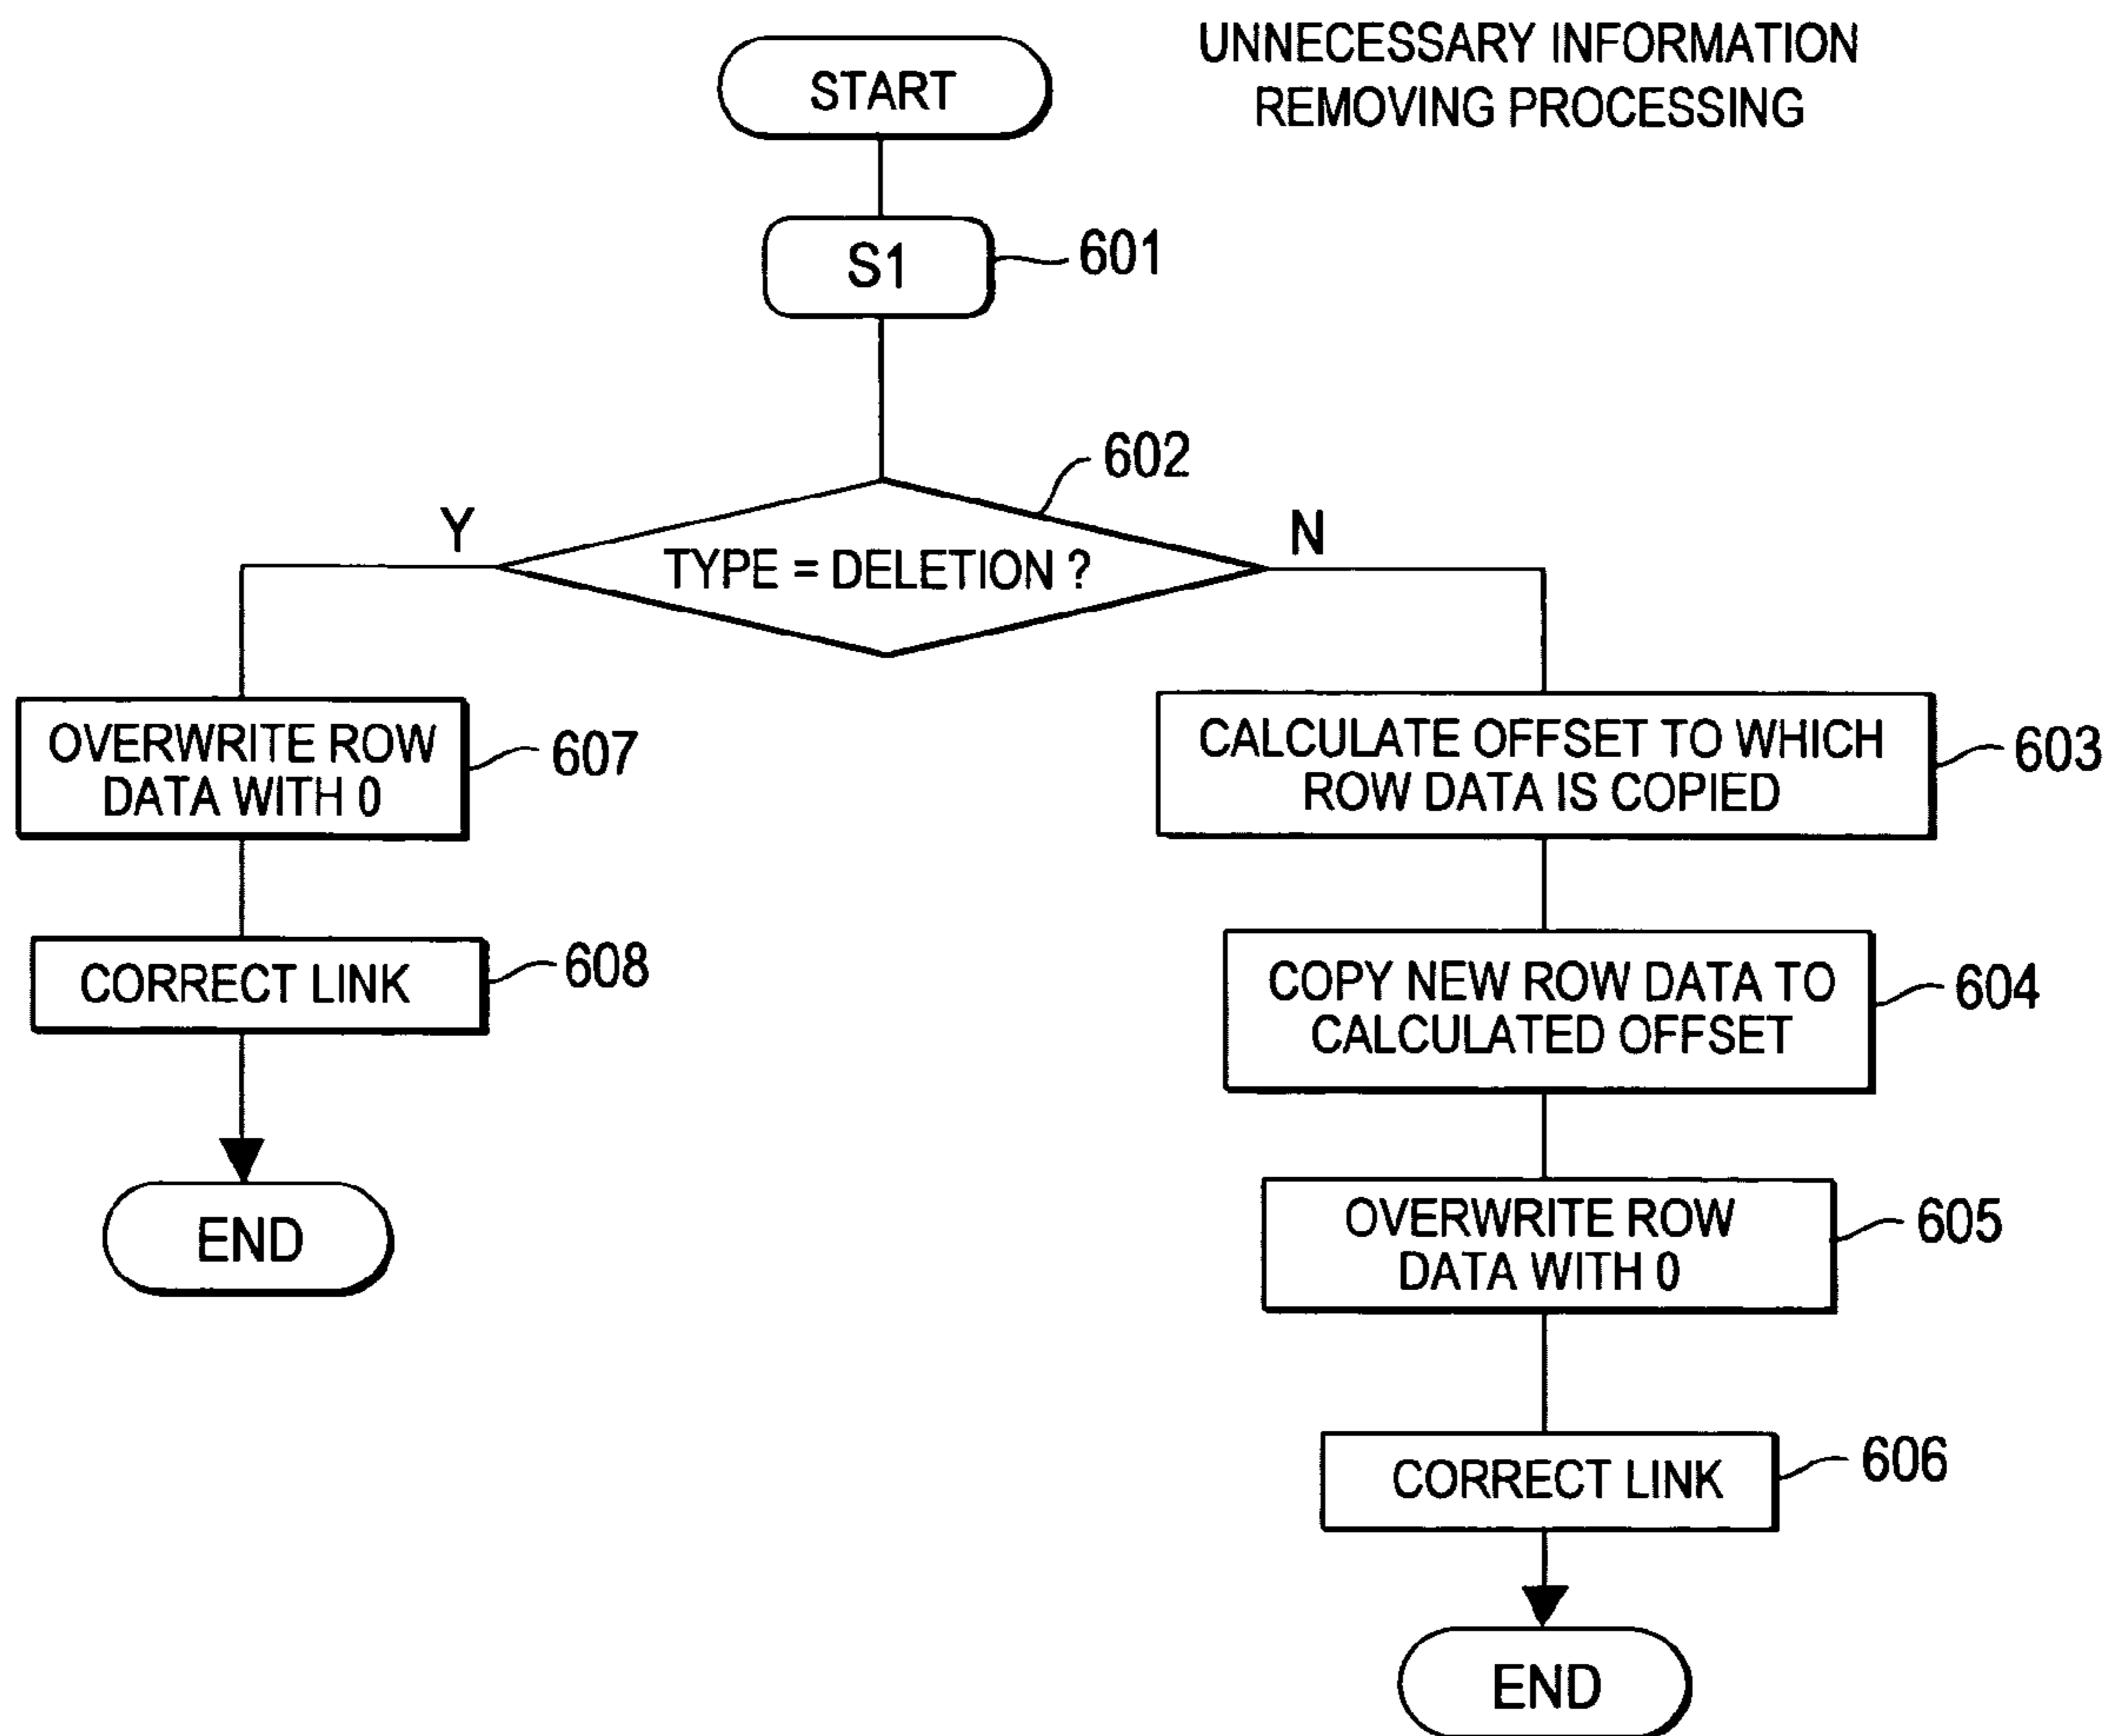 UNNECESSARY INFORMATION
REMOVING PROCESSING
START
S1
601
602
Y
N
TYPE = DELETION ?
OVERWRITE ROW
DATA WITH 0
607
CORRECT LINK
608
END
CALCULATE OFFSET TO WHICH
ROW DATA IS COPIED
603
COPY NEW ROW DATA TO
CALCULATED OFFSET
604
OVERWRITE ROW
DATA WITH 0
605
CORRECT LINK
606
END